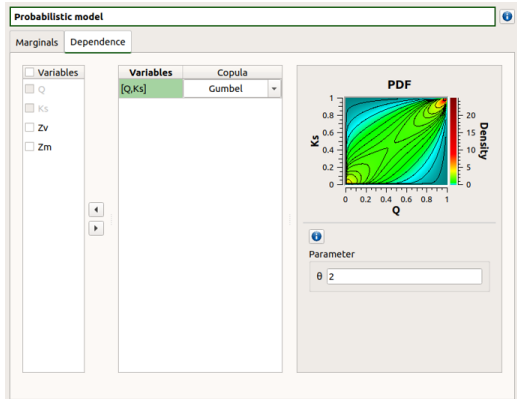 Probabilistic model
Marginals Dependence
Variables
Q
Ks
Zv
Zm
Variables Copula
[Q,Ks] Gumbel
PDF
Ks
1
0.8
0.6
0.4
0.2
0
0 0.2 0.4 0.6 0.8 1
Q
20
15
10
5
0
Density
Parameter
θ 2